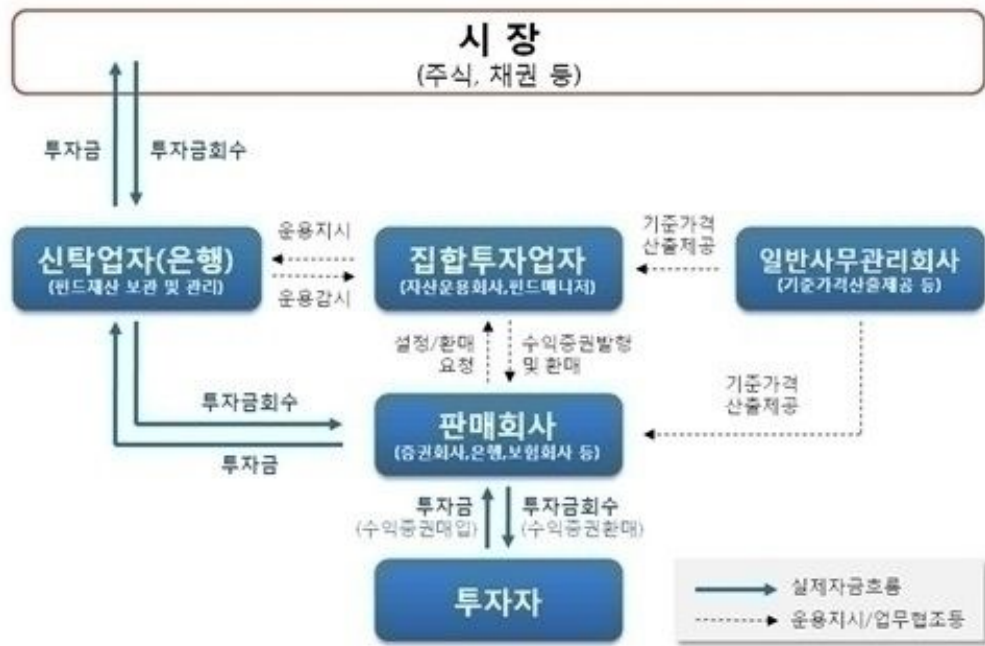 시 장
(주식, 채권 등)
투자금
투자금회수
신탁업자(은행)
(펀드재산 보관 및 관리)
운용지시
운용감시
집합투자업자
(자산운용회사,펀드매니저)
기준가격
산출제공
일반사무관리회사
(기준가격산출제공 등)
설정/환매
요청
수익증권발행
및 환매
기준가격
산출제공
투자금회수
투자금
판매회사
(증권회사,은행,보험회사 등)
투자금
(수익증권매입)
투자금회수
(수익증권환매)
투자자
실제자금흐름
운용지시/업무협조등